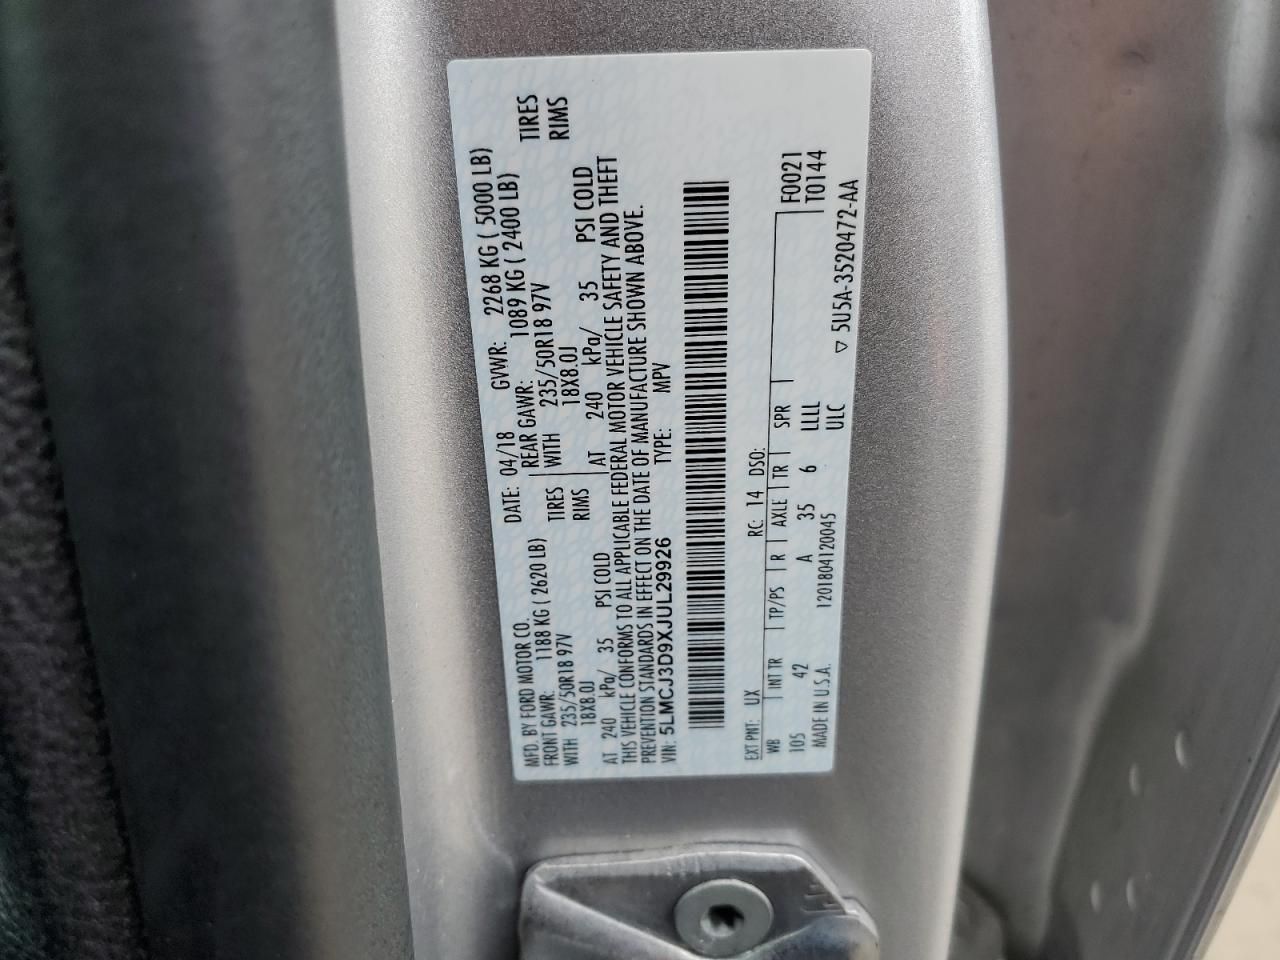 MFD. BY FORD MOTOR CO.
DATE: 04/18 GVWR: 2268 KG ( 5000 LB)
FRONT GAWR: 1188 KG ( 2620 LB) REAR GAWR: 1089 KG ( 2400 LB)
WITH 235/50R18 97V TIRES WITH 235/50R18 97V TIRES
18X8.0J RIMS 18X8.0J RIMS
AT 240 kPa/ 35 PSI COLD AT 240 kPa/ 35 PSI COLD
THIS VEHICLE CONFORMS TO ALL APPLICABLE FEDERAL MOTOR VEHICLE SAFETY AND THEFT
PREVENTION STANDARDS IN EFFECT ON THE DATE OF MANUFACTURE SHOWN ABOVE.
VIN: 5LMCJ3D9XJUL29926 TYPE: MPV
EXT PNT: UX RC: 14 DSO:
WB INT TR TP/PS R AXLE TR SPR F0021
105 42 A 35 6 LLLL T0144
MADE IN U.S.A. 1201804120045 ULC
▽ 5U5A-3520472-AA